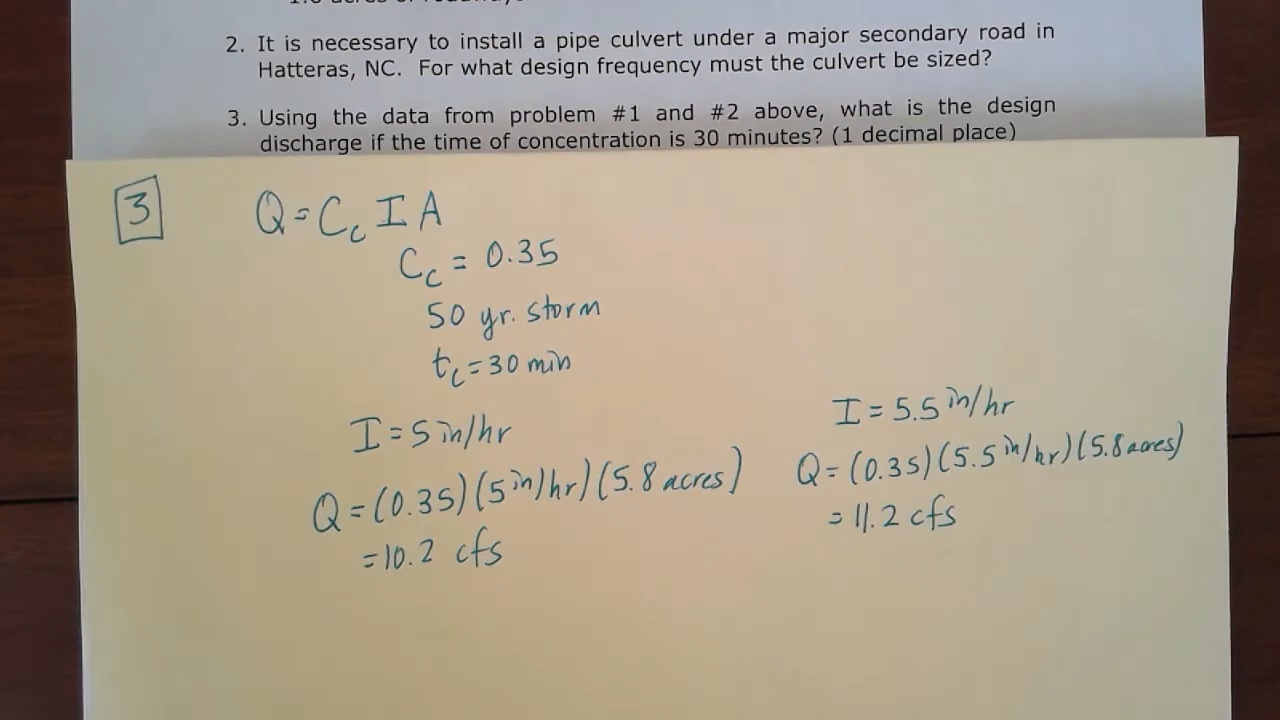 2. It is necessary to install a pipe culvert under a major secondary road in
Hatteras, NC. For what design frequency must the culvert be sized?
3. Using the data from problem #1 and #2 above, what is the design
discharge if the time of concentration is 30 minutes? (1 decimal place)
3
Q = Cc I A
Cc = 0.35
50 yr. storm
tc = 30 min
I = 5 in/hr
Q = (0.35)(5 in/hr)(5.8 acres)
= 10.2 cfs
I = 5.5 in/hr
Q = (0.35)(5.5 in/hr)(5.8 acres)
= 11.2 cfs